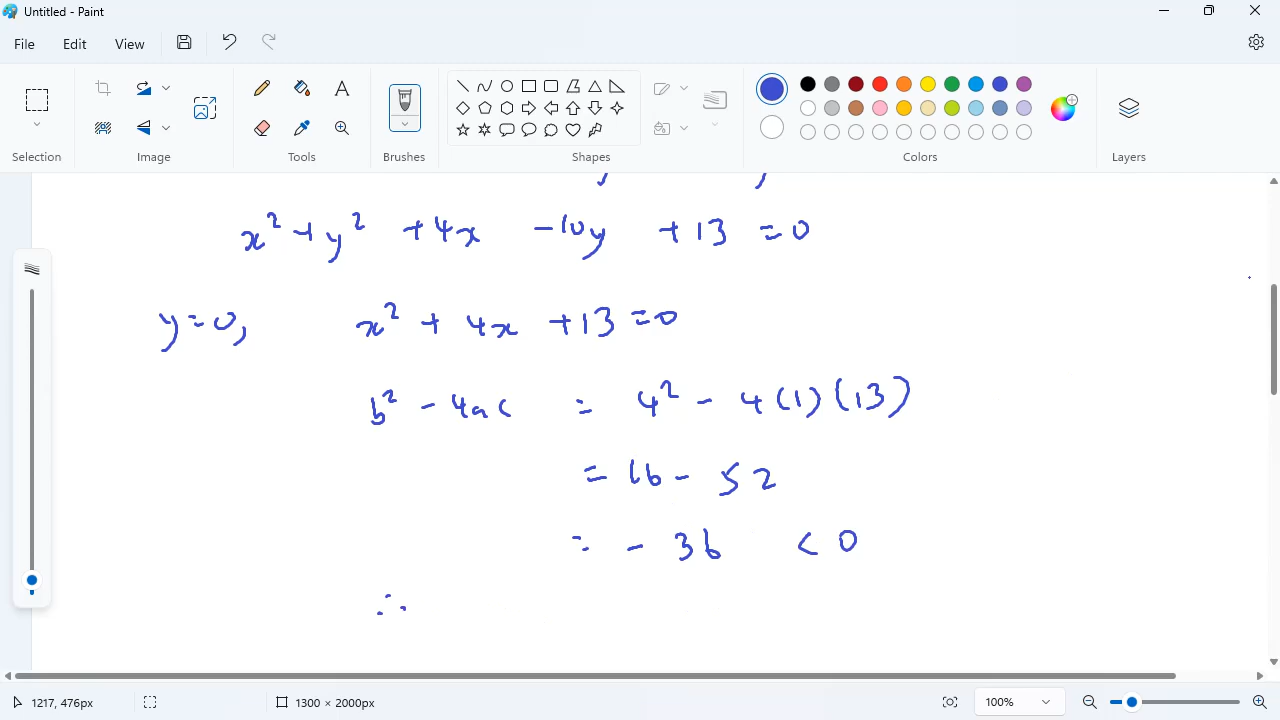 Untitled - Paint
File Edit View
Selection Image Tools Brushes Shapes Colors Layers
x² + y² + 4x - 10y + 13 = 0
y = 0, x² + 4x + 13 = 0
b² - 4ac = 4² - 4(1)(13)
= 16 - 52
= - 36 < 0
∴
1217, 476px 1300 × 2000px 100%